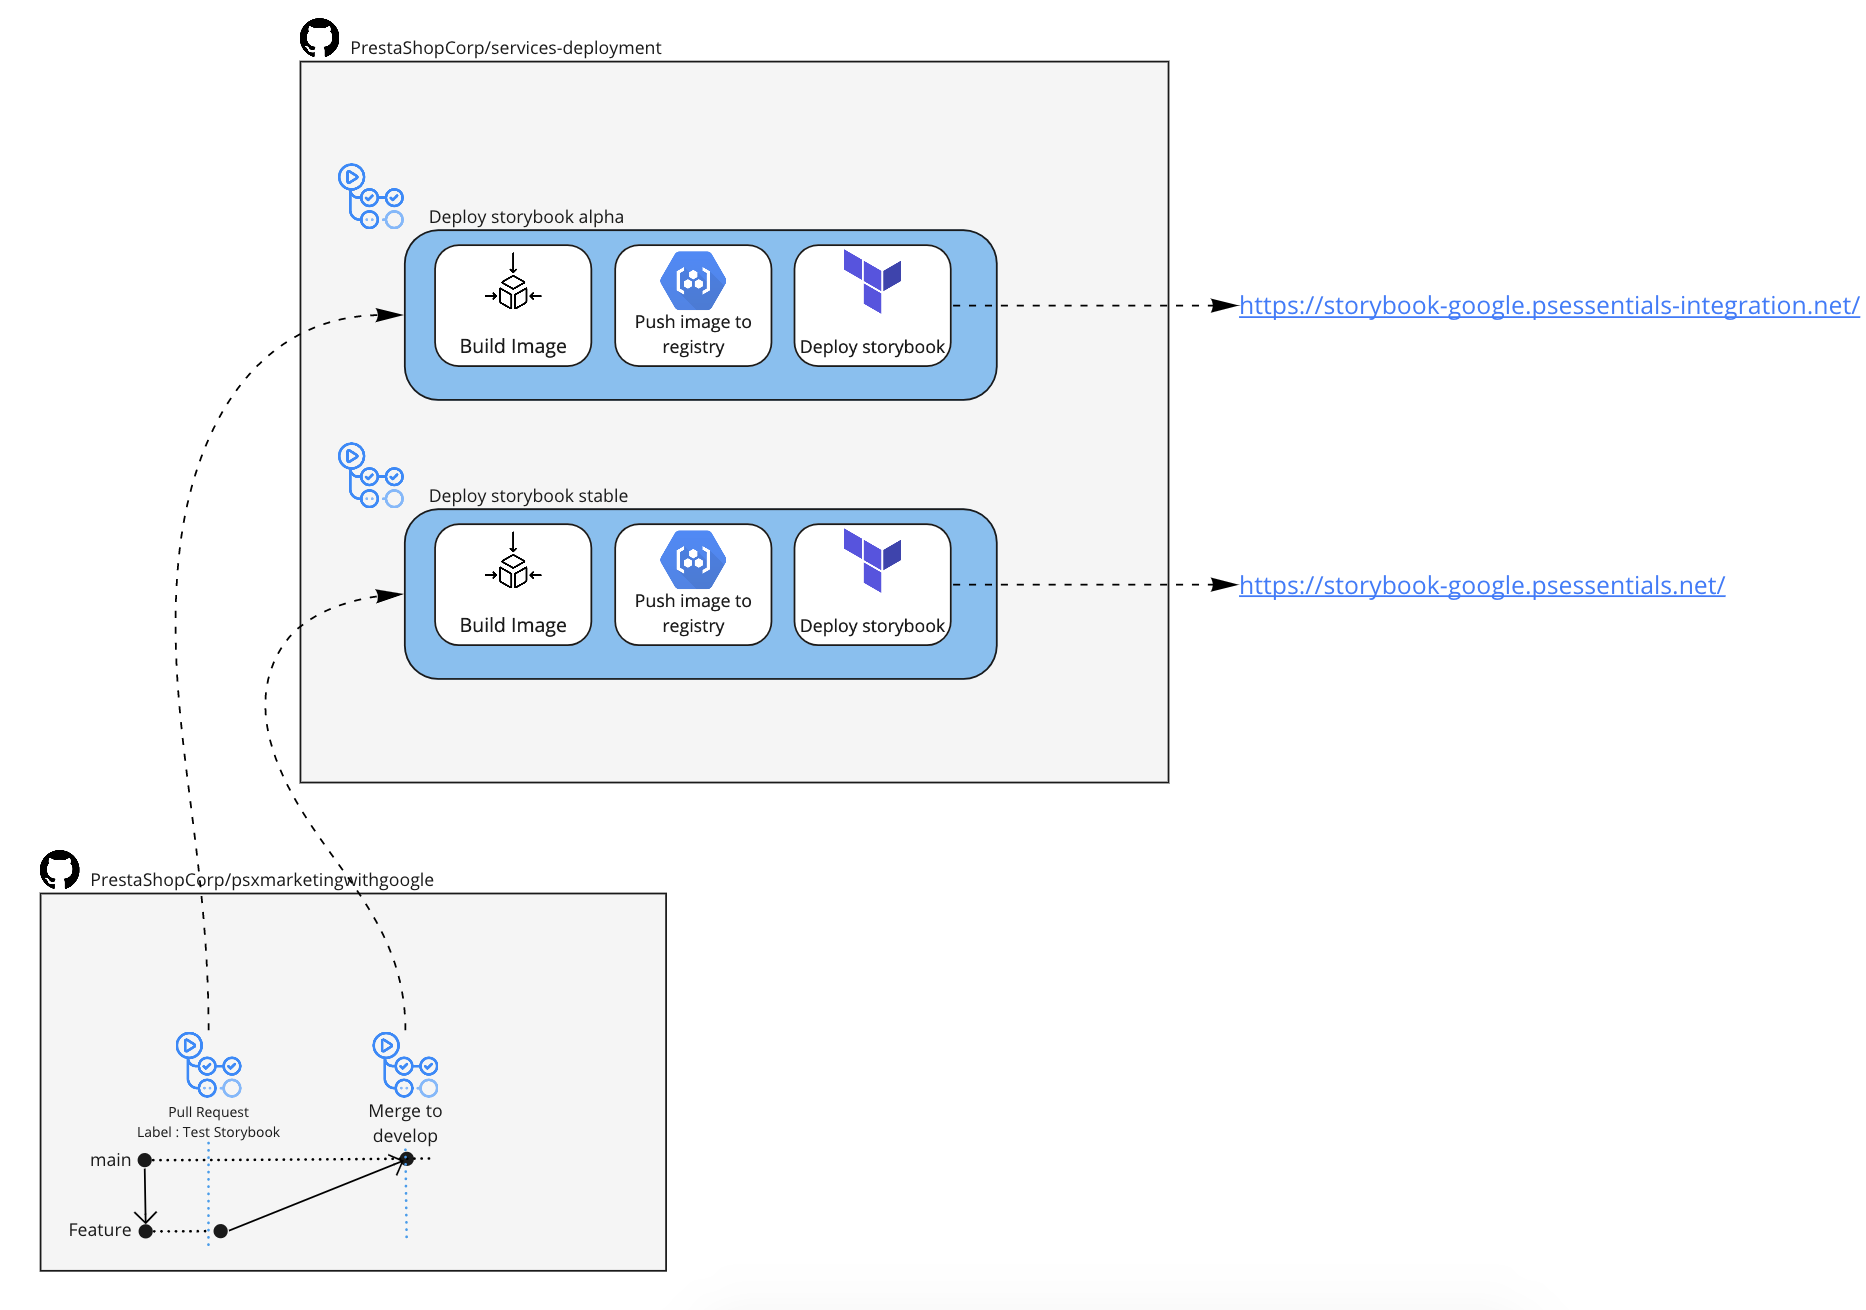 PrestaShopCorp/services-deployment
Deploy storybook alpha
Build Image
Push image to
registry
Deploy storybook
https://storybook-google.psessentials-integration.net/
Deploy storybook stable
Build Image
Push image to
registry
Deploy storybook
https://storybook-google.psessentials.net/
PrestaShopCorp/psxmarketingwithgoogle
Pull Request
Label : Test Storybook
Merge to
develop
main
Feature